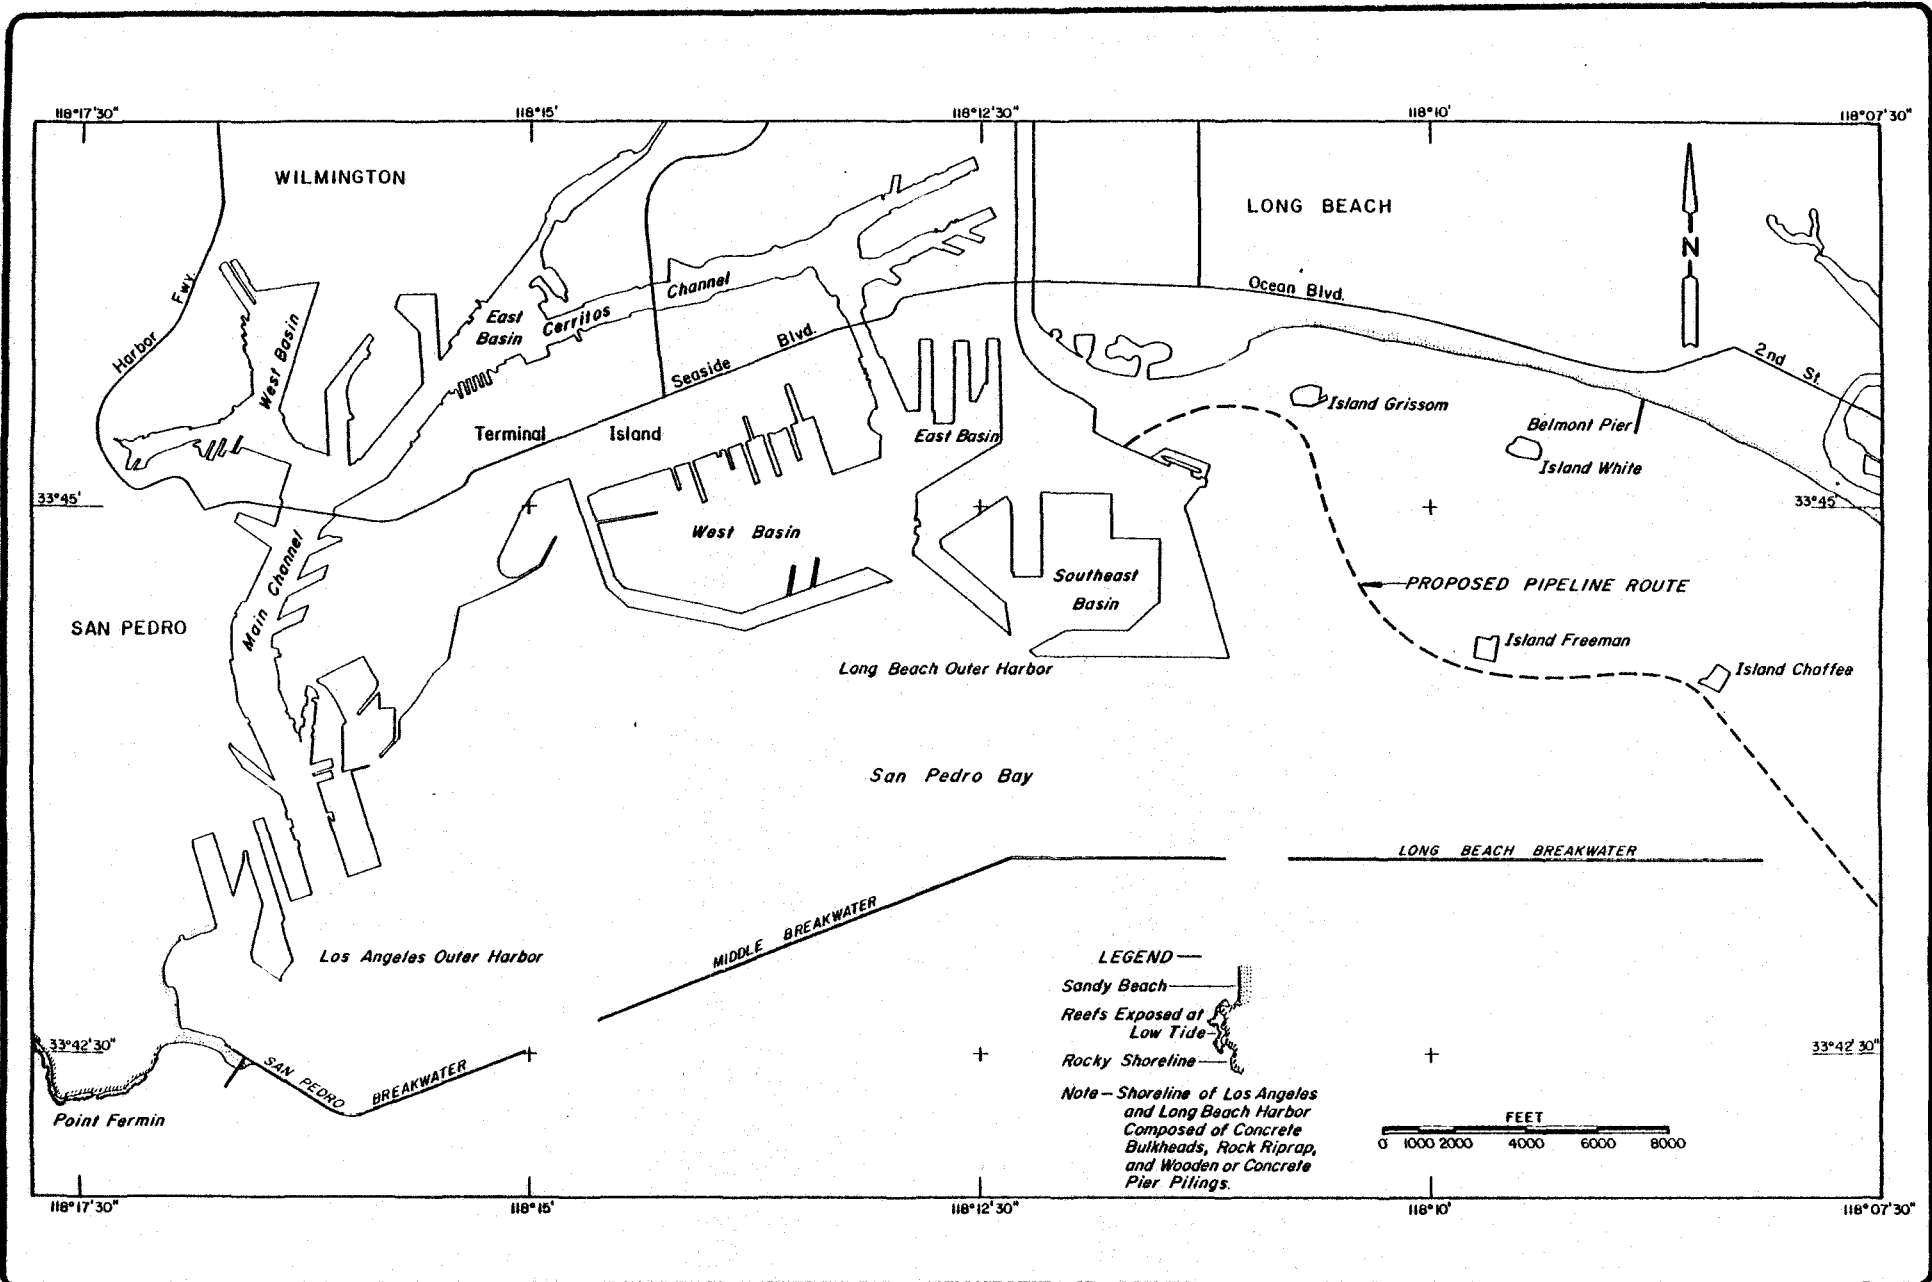 118°17'30"
118°15'
118°12'30"
118°10'
118°07'30"
WILMINGTON
LONG BEACH
N
Harbor Fwy.
West Basin
East
Basin
Cerritos Channel
Seaside Blvd.
Ocean Blvd.
2nd St.
Island Grissom
Belmont Pier
Island White
Terminal Island
East Basin
33°45'
33°45'
West Basin
Main Channel
Southeast
Basin
PROPOSED PIPELINE ROUTE
SAN PEDRO
Island Freeman
Long Beach Outer Harbor
Island Chaffee
San Pedro Bay
LONG BEACH BREAKWATER
MIDDLE BREAKWATER
Los Angeles Outer Harbor
LEGEND—
Sandy Beach
Reefs Exposed at
Low Tide
Rocky Shoreline
33°42'30"
33°42'30"
SAN PEDRO BREAKWATER
Point Fermin
Note—Shoreline of Los Angeles
and Long Beach Harbor
Composed of Concrete
Bulkheads, Rock Riprap,
and Wooden or Concrete
Pier Pilings.
FEET
0 1000 2000 4000 6000 8000
118°17'30"
118°15'
118°12'30"
118°10'
118°07'30"